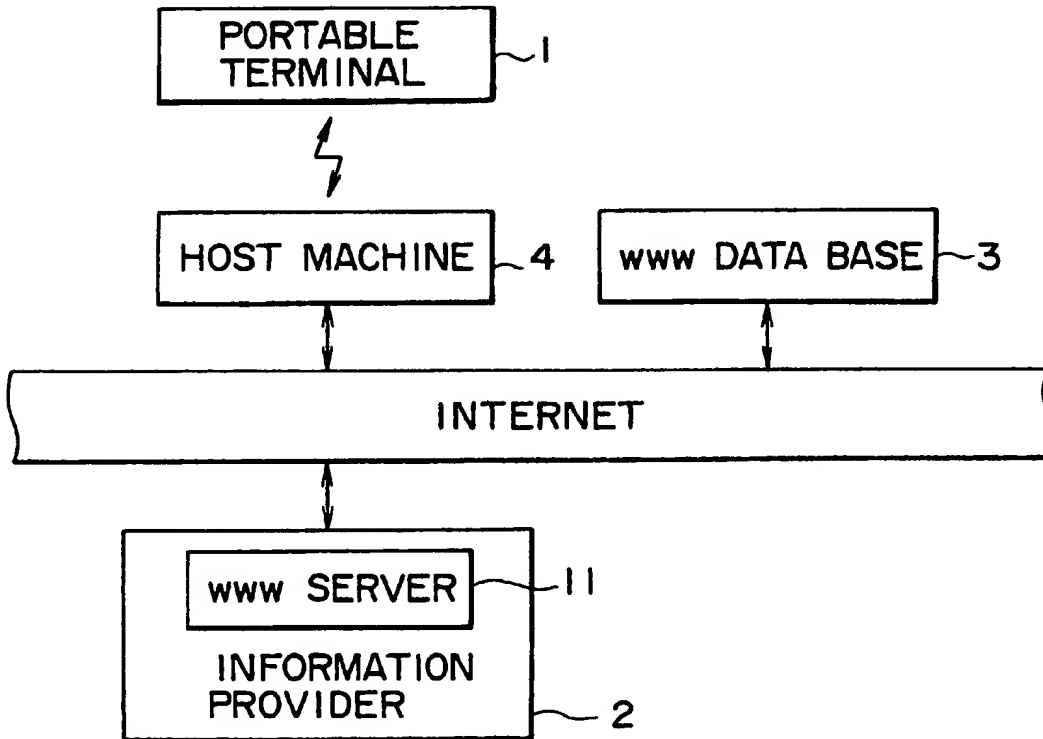 PORTABLE
TERMINAL
1
HOST MACHINE
4
www DATA BASE
3
INTERNET
www SERVER
11
INFORMATION
PROVIDER
2